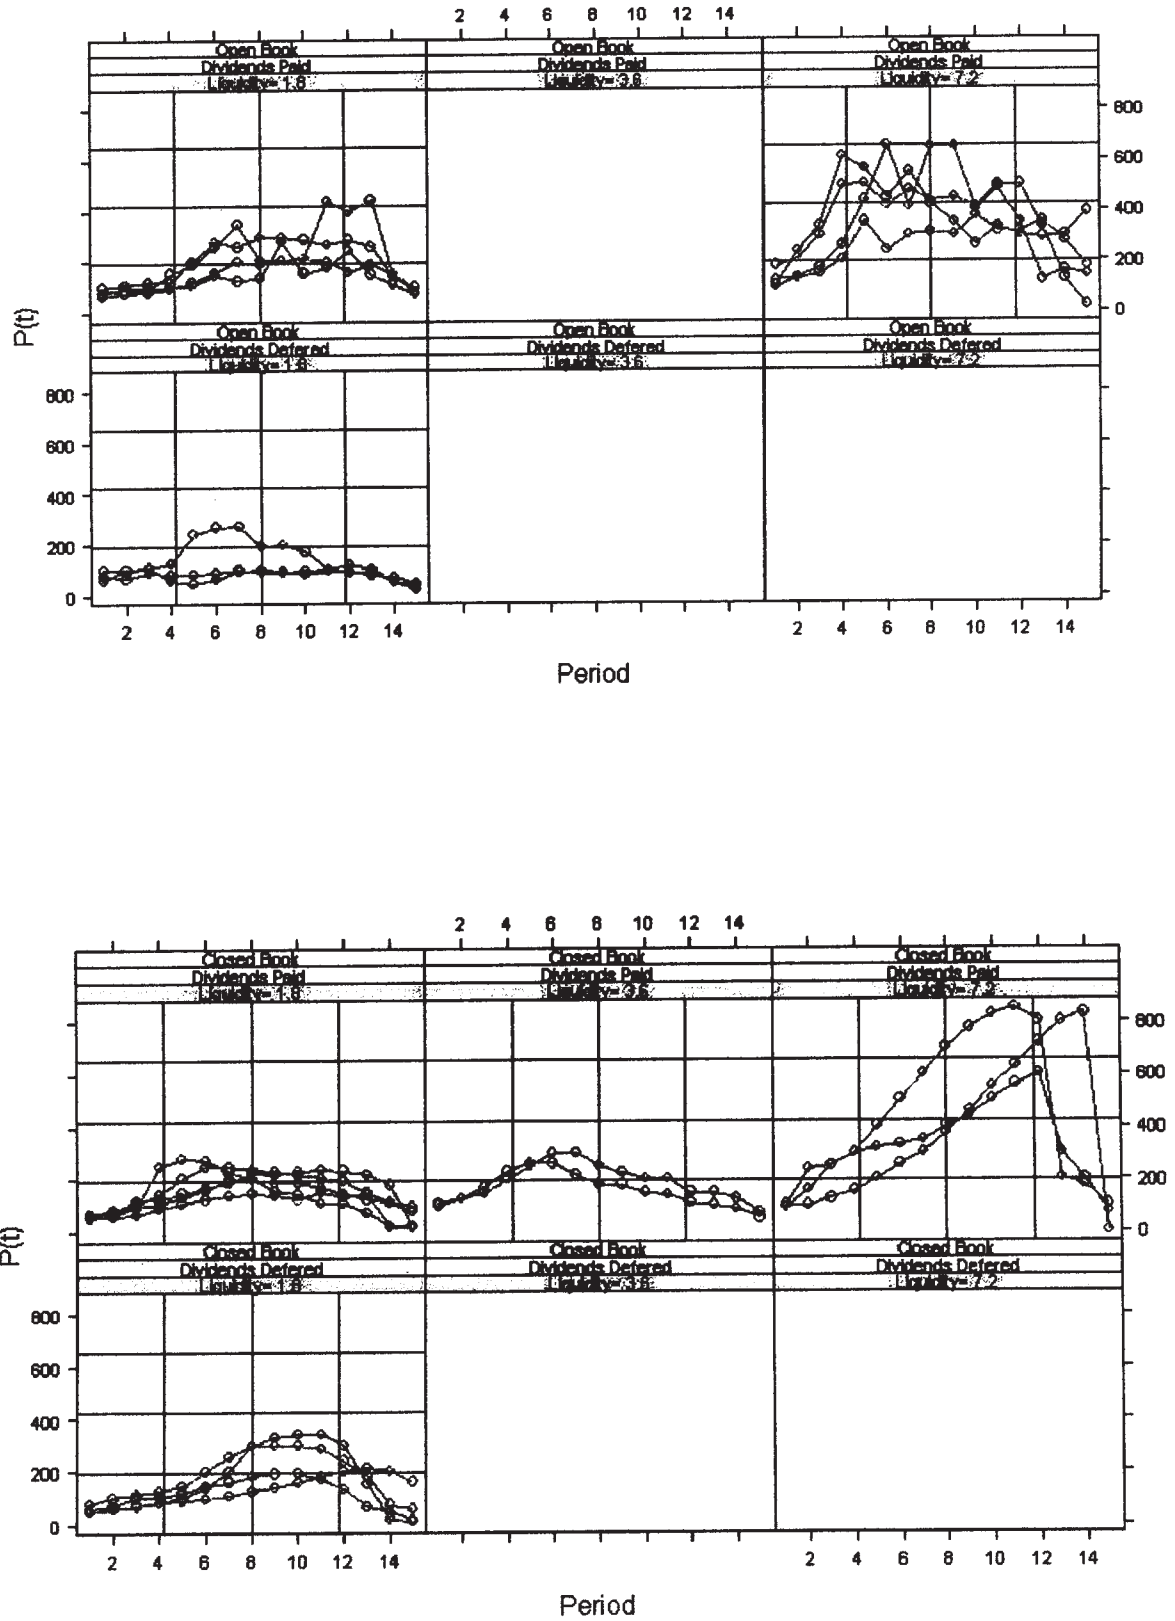 2 4 6 8 10 12 14
Open Book Open Book Open Book
Dividends Paid Dividends Paid Dividends Paid
Liquidity= 1.8 Liquidity= 3.6 Liquidity= 7.2
800
600
400
200
0
P(t)
Open Book Open Book Open Book
Dividends Defered Dividends Defered Dividends Defered
Liquidity= 1.8 Liquidity= 3.6 Liquidity= 7.2
800
600
400
200
0
2 4 6 8 10 12 14 2 4 6 8 10 12 14
Period
2 4 6 8 10 12 14
Closed Book Closed Book Closed Book
Dividends Paid Dividends Paid Dividends Paid
Liquidity= 1.8 Liquidity= 3.6 Liquidity= 7.2
800
600
400
200
0
P(t)
Closed Book Closed Book Closed Book
Dividends Defered Dividends Defered Dividends Defered
Liquidity= 1.8 Liquidity= 3.6 Liquidity= 7.2
800
600
400
200
0
2 4 6 8 10 12 14 2 4 6 8 10 12 14
Period